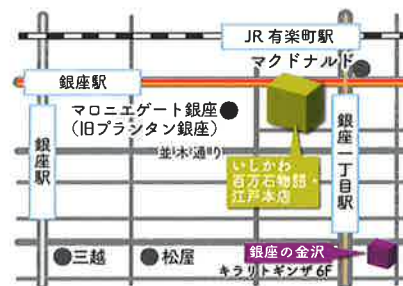 JR 有楽町駅
マクドナルド
銀座駅
マロニエゲート銀座
(旧プランタン銀座)
並木通り
銀座駅
銀座一丁目駅
いしかわ
百万石物語・
江戸本店
三越
松屋
銀座の金沢
キラリトギンザ 6F